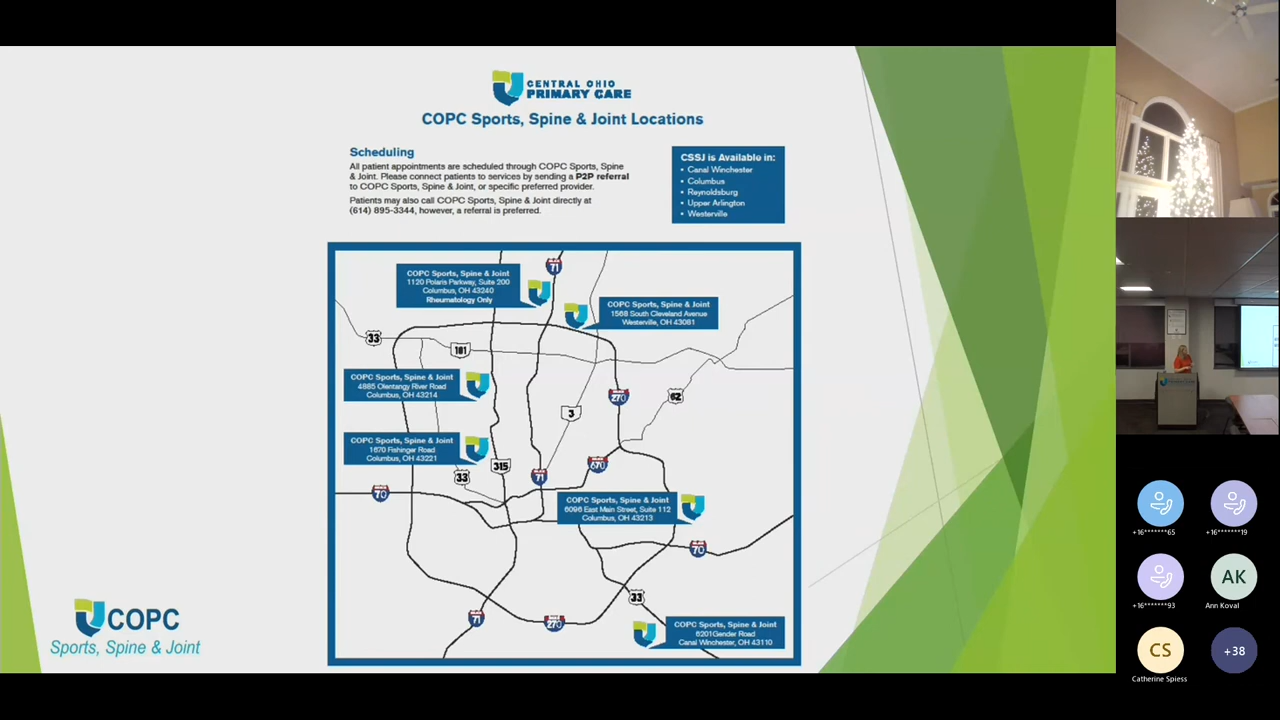 CENTRAL OHIO
PRIMARY CARE
COPC Sports, Spine & Joint Locations
Scheduling
All patient appointments are scheduled through COPC Sports, Spine
& Joint. Please connect patients to services by sending a P2P referral
to COPC Sports, Spine & Joint, or specific preferred provider.
Patients may also call COPC Sports, Spine & Joint directly at
(614) 895-3344, however, a referral is preferred.
CSSJ is Available in:
• Canal Winchester
• Columbus
• Reynoldsburg
• Upper Arlington
• Westerville
71
COPC Sports, Spine & Joint
1120 Polaris Parkway, Suite 200
Columbus, OH 43240
Rheumatology Only
COPC Sports, Spine & Joint
1568 South Cleveland Avenue
Westerville, OH 43081
33
161
COPC Sports, Spine & Joint
4885 Olentangy River Road
Columbus, OH 43214
270
62
3
COPC Sports, Spine & Joint
1670 Fishinger Road
Columbus, OH 43221
315
670
33
71
70
COPC Sports, Spine & Joint
6096 East Main Street, Suite 112
Columbus, OH 43213
70
33
71
270
COPC Sports, Spine & Joint
6201Gender Road
Canal Winchester, OH 43110
COPC
Sports, Spine & Joint
+16*******65
+16*******19
+16*******93
AK
Ann Koval
CS
Catherine Spiess
+38